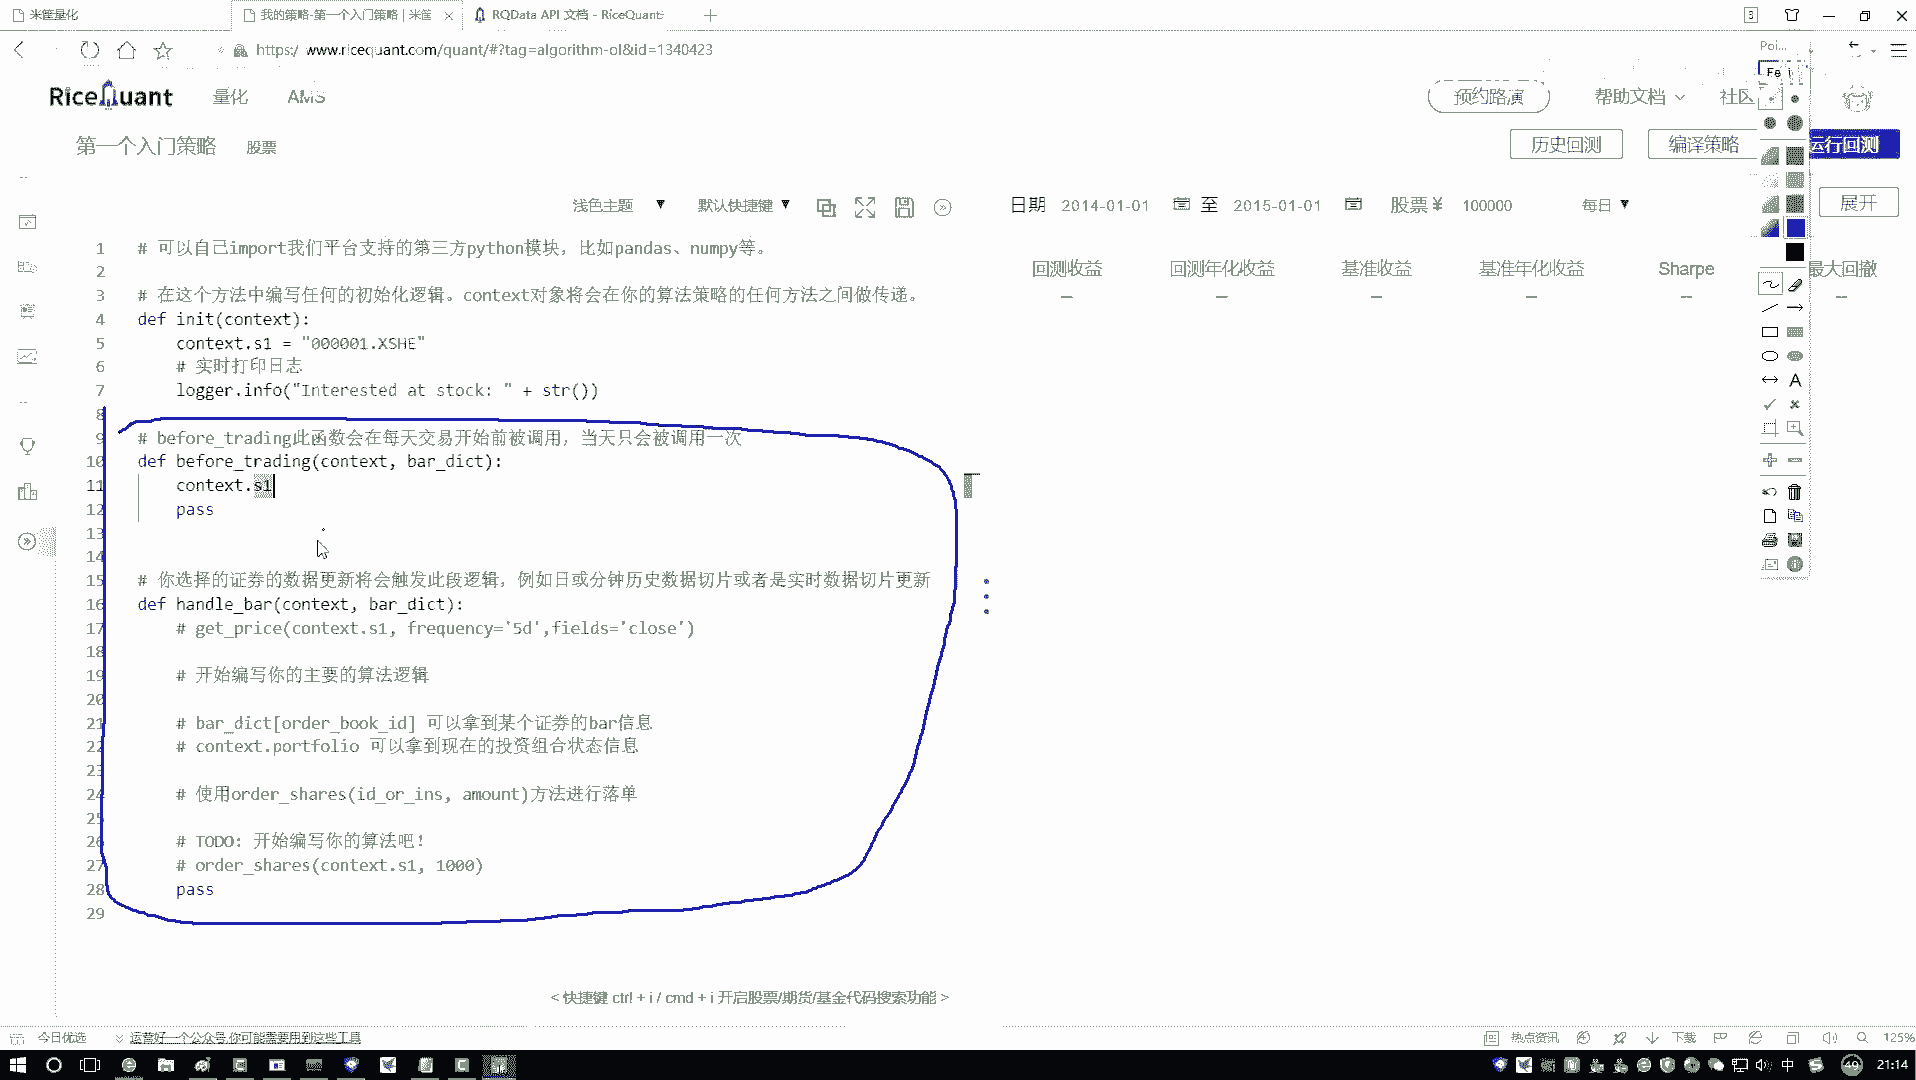 米筐量化
我的策略-第一个入门策略 | 米筐
RQData API 文档 - RiceQuant
https://www.ricequant.com/quant/#?tag=algorithm-ol&id=1340423
RiceQuant 量化 AMS 预约路演 帮助文档 社区
第一个入门策略 股票 历史回测 编译策略 运行回测
浅色主题 默认快捷键 日期 2014-01-01 至 2015-01-01 股票 ¥ 100000 每日 展开
回测收益 回测年化收益 基准收益 基准年化收益 Sharpe 最大回撤
-- -- -- -- -- --
1 # 可以自己import我们平台支持的第三方python模块，比如pandas、numpy等。
2
3 # 在这个方法中编写任何的初始化逻辑。context对象将会在你的算法策略的任何方法之间做传递。
4 def init(context):
5 context.s1 = "000001.XSHE"
6 # 实时打印日志
7 logger.info("Interested at stock: " + str())
8
9 # before_trading此函数会在每天交易开始前被调用，当天只会被调用一次
10 def before_trading(context, bar_dict):
11 context.s1
12 pass
13
14
15 # 你选择的证券的数据更新将会触发此段逻辑，例如日或分钟历史数据切片或者是实时数据切片更新
16 def handle_bar(context, bar_dict):
17 # get_price(context.s1, frequency='5d',fields='close')
18
19 # 开始编写你的主要的算法逻辑
20
21 # bar_dict[order_book_id] 可以拿到某个证券的bar信息
22 # context.portfolio 可以拿到现在的投资组合状态信息
23
24 # 使用order_shares(id_or_ins, amount)方法进行落单
25
26 # TODO: 开始编写你的算法吧！
27 # order_shares(context.s1, 1000)
28 pass
29
< 快捷键 ctrl + i / cmd + i 开启股票/期货/基金代码搜索功能 >
今日优选 运营好一个公众号,你可能需要用到这些工具 热点资讯 下载 125%
中 49 21:14